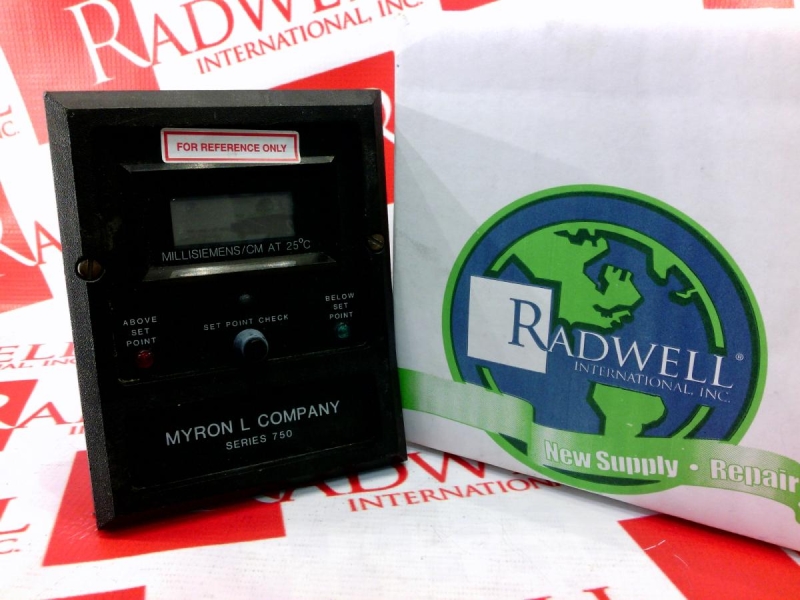 RADWELL
INTERNATIONAL, INC.
FOR REFERENCE ONLY
MILLISIEMENS/CM AT 25°C
ABOVE
SET
POINT
SET POINT CHECK
BELOW
SET
POINT
MYRON L COMPANY
SERIES 750
RADWELL®
INTERNATIONAL, INC.
New Supply • Repair
RADWELL
INTERNATIONAL